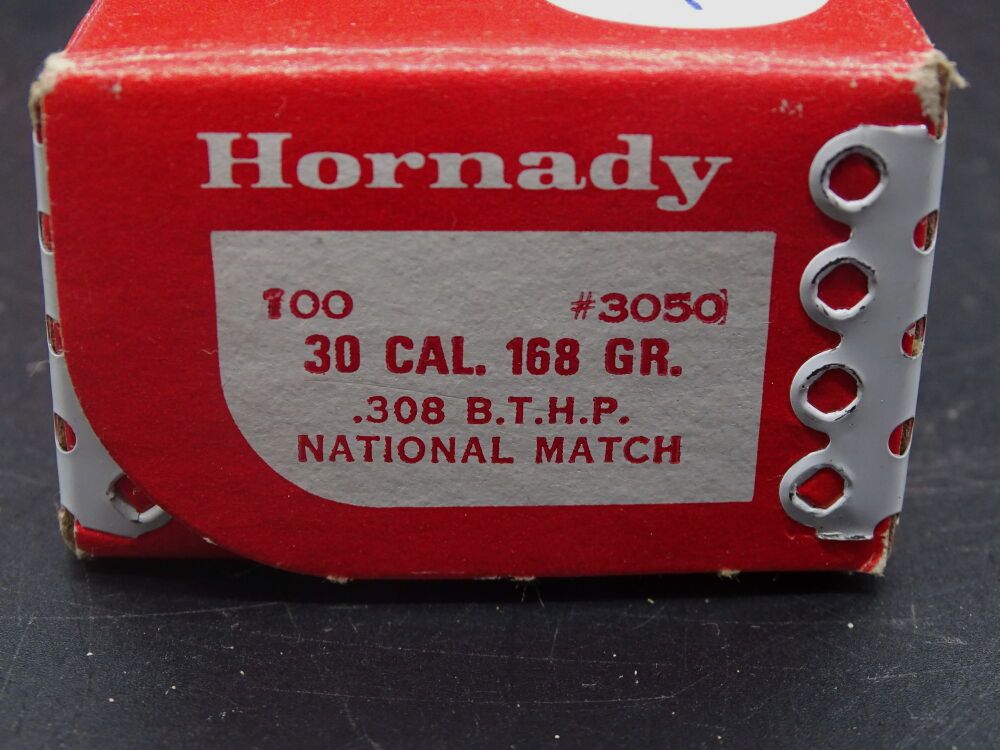 Hornady
100 #3050
30 CAL. 168 GR.
.308 B.T.H.P.
NATIONAL MATCH